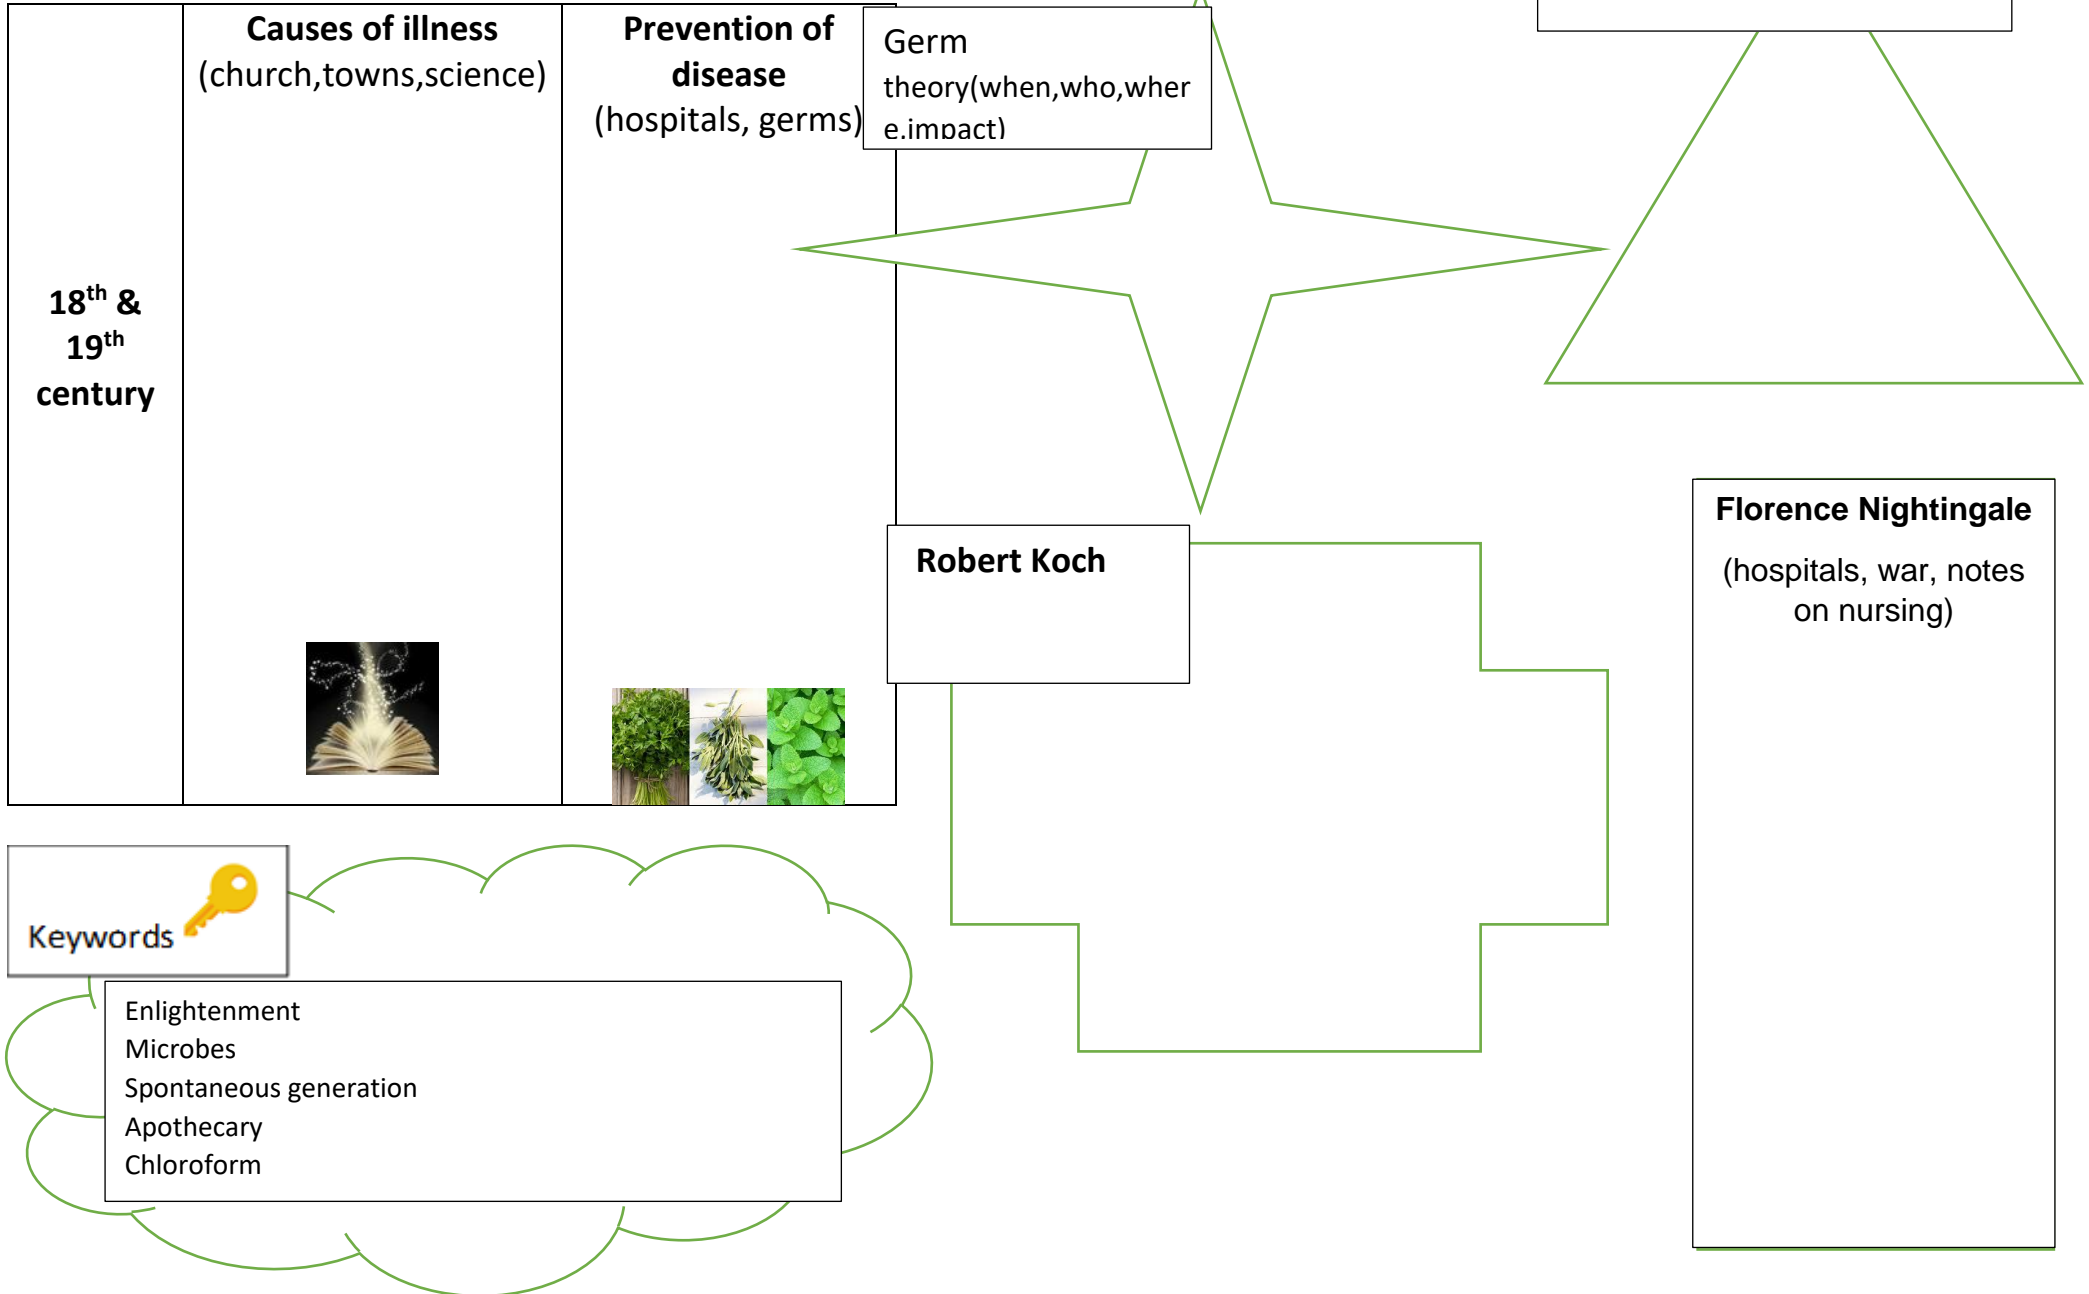 Causes of illness
(church,towns,science)
Prevention of
disease
(hospitals, germs)
18th &
19th
century
Germ
theory(when,who,wher
e.impact)
Robert Koch
Florence Nightingale
(hospitals, war, notes
on nursing)
Keywords
Enlightenment
Microbes
Spontaneous generation
Apothecary
Chloroform